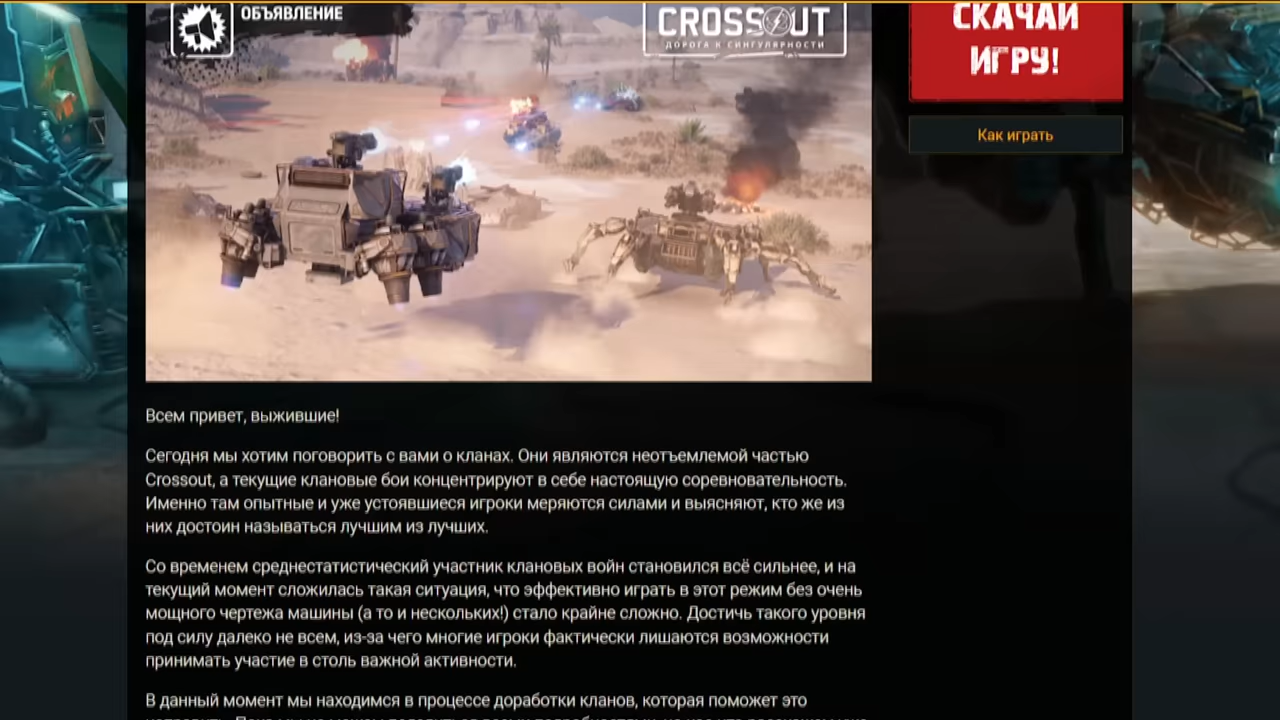 ОБЪЯВЛЕНИЕ
CROSSOUT
ДОРОГА К СИНГУЛЯРНОСТИ
СКАЧАЙ
ИГРУ!
Как играть
Всем привет, выжившие!
Сегодня мы хотим поговорить с вами о кланах. Они являются неотъемлемой частью
Crossout, а текущие клановые бои концентрируют в себе настоящую соревновательность.
Именно там опытные и уже устоявшиеся игроки меряются силами и выясняют, кто же из
них достоин называться лучшим из лучших.
Со временем среднестатистический участник клановых войн становился всё сильнее, и на
текущий момент сложилась такая ситуация, что эффективно играть в этот режим без очень
мощного чертежа машины (а то и нескольких!) стало крайне сложно. Достичь такого уровня
под силу далеко не всем, из-за чего многие игроки фактически лишаются возможности
принимать участие в столь важной активности.
В данный момент мы находимся в процессе доработки кланов, которая поможет это